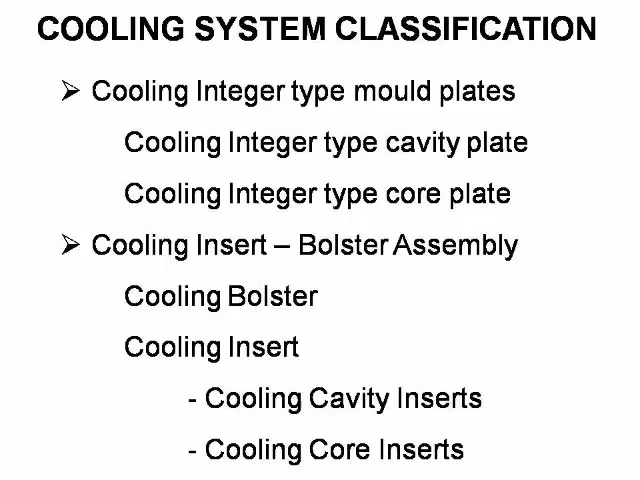 COOLING SYSTEM CLASSIFICATION
➢ Cooling Integer type mould plates
Cooling Integer type cavity plate
Cooling Integer type core plate
➢ Cooling Insert – Bolster Assembly
Cooling Bolster
Cooling Insert
- Cooling Cavity Inserts
- Cooling Core Inserts